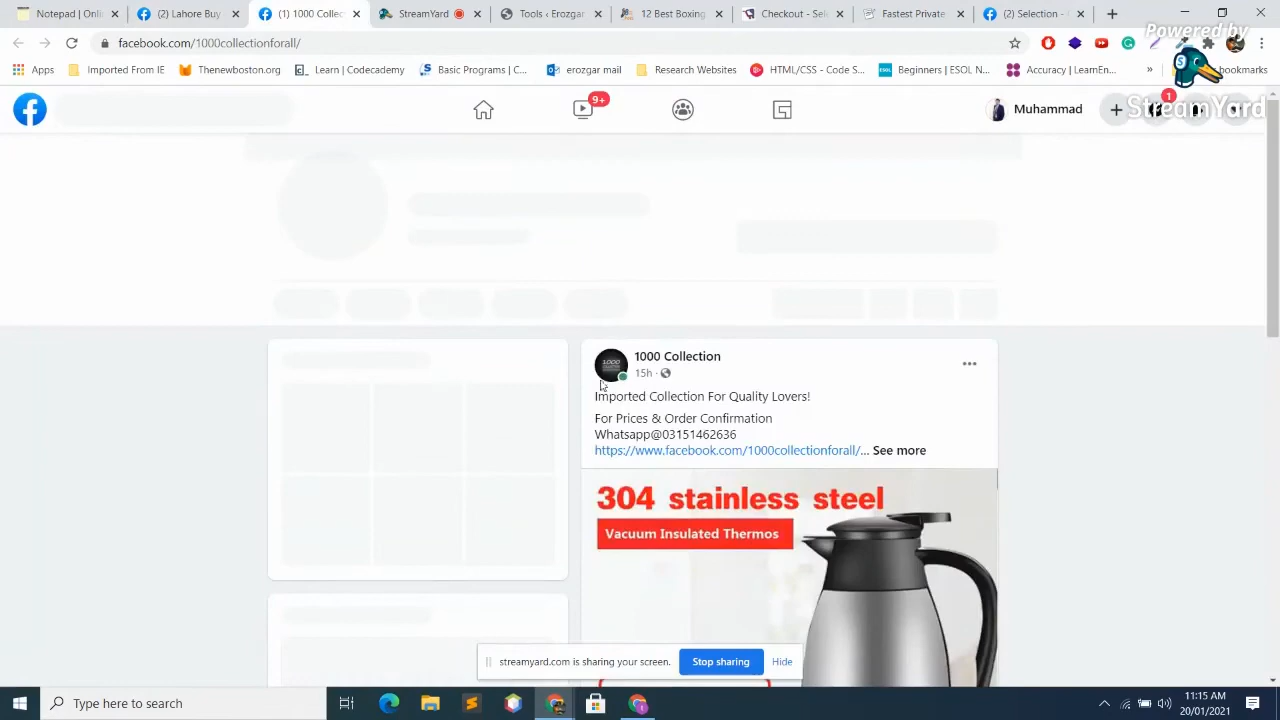 Notepad | Onlin
(2) Lahore Buy
(1) 1000 Collec
StreamYard
Tools ‹ Erozgar
12 Best Boxing
Checkout - Sele
Fastest Private
(2) Selection -
Powered by
facebook.com/1000collectionforall/
Apps
Imported From IE
Thenewboston.org
Learn | Codecademy
Basic Programs (C...
erozgar mail
Research Websites
HTML/CSS - Code S...
Beginners | ESOL N...
Accuracy | LearnEn...
»
bookmarks
9+
Muhammad
1
StreamYard
1000 Collection
15h ·
Imported Collection For Quality Lovers!
For Prices & Order Confirmation
Whatsapp@03151462636
https://www.facebook.com/1000collectionforall/... See more
304 stainless steel
Vacuum Insulated Thermos
streamyard.com is sharing your screen.
Stop sharing
Hide
Type here to search
11:15 AM
20/01/2021